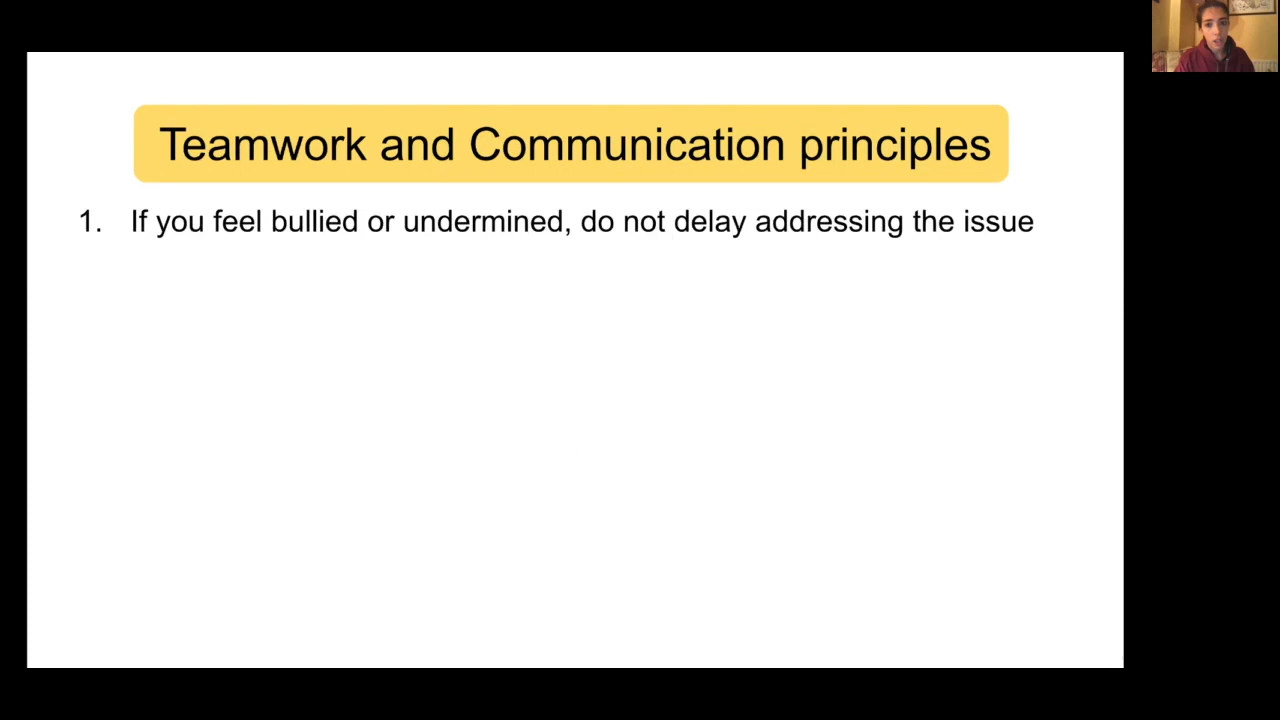 Teamwork and Communication principles
1. If you feel bullied or undermined, do not delay addressing the issue